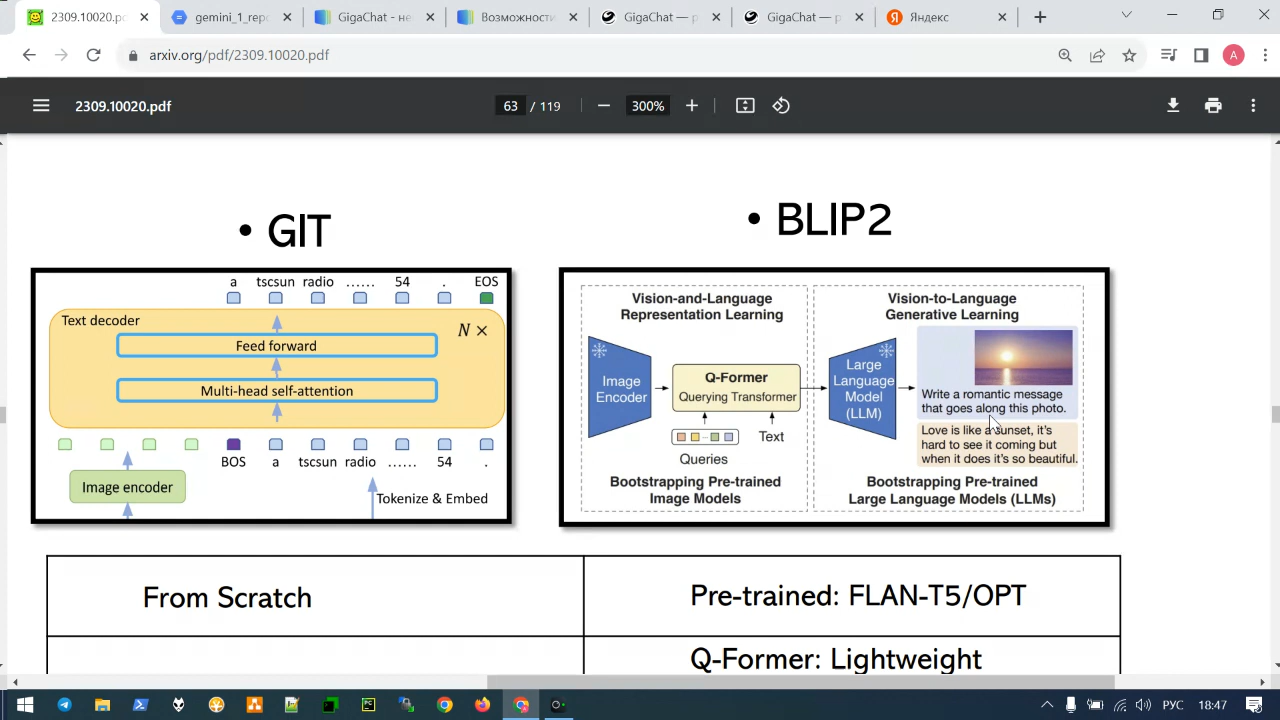 2309.10020.pdf
gemini_1_repo
GigaChat - не
Возможности
GigaChat — р
GigaChat — р
Яндекс
arxiv.org/pdf/2309.10020.pdf
A
2309.10020.pdf
63 / 119
300%
• GIT
a tscsun radio ...... 54 . EOS
Text decoder
N ×
Feed forward
Multi-head self-attention
BOS a tscsun radio ...... 54 .
Image encoder
Tokenize & Embed
• BLIP2
Vision-and-Language
Representation Learning
Image
Encoder
Q-Former
Querying Transformer
...
Queries
Text
Bootstrapping Pre-trained
Image Models
Vision-to-Language
Generative Learning
Large
Language
Model
(LLM)
Write a romantic message
that goes along this photo.
Love is like a sunset, it's
hard to see it coming but
when it does it's so beautiful.
Bootstrapping Pre-trained
Large Language Models (LLMs)
From Scratch
Pre-trained: FLAN-T5/OPT
Q-Former: Lightweight
РУС
18:47